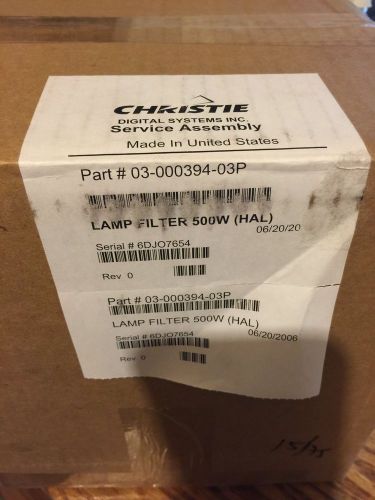 CHRISTIE
DIGITAL SYSTEMS INC.
Service Assembly
Made In United States
Part # 03-000394-03P
LAMP FILTER 500W (HAL)
06/20/20
Serial # 6DJO7654
Rev 0
Part # 03-000394-03P
LAMP FILTER 500W (HAL)
06/20/2006
Serial # 6DJO7654
Rev. 0